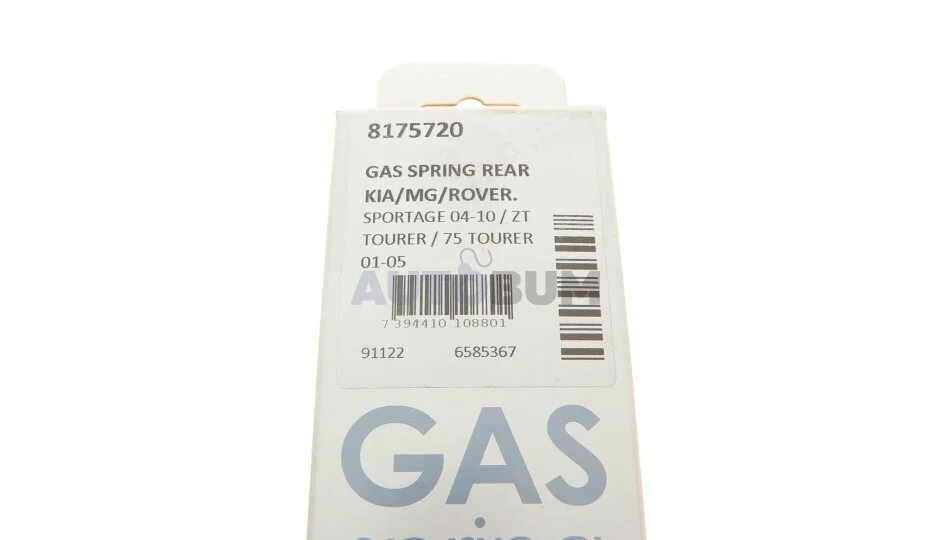 8175720
GAS SPRING REAR
KIA/MG/ROVER.
SPORTAGE 04-10 / ZT
TOURER / 75 TOURER
01-05
AUTOBUM
7 394410 108801
91122 6585367
GAS